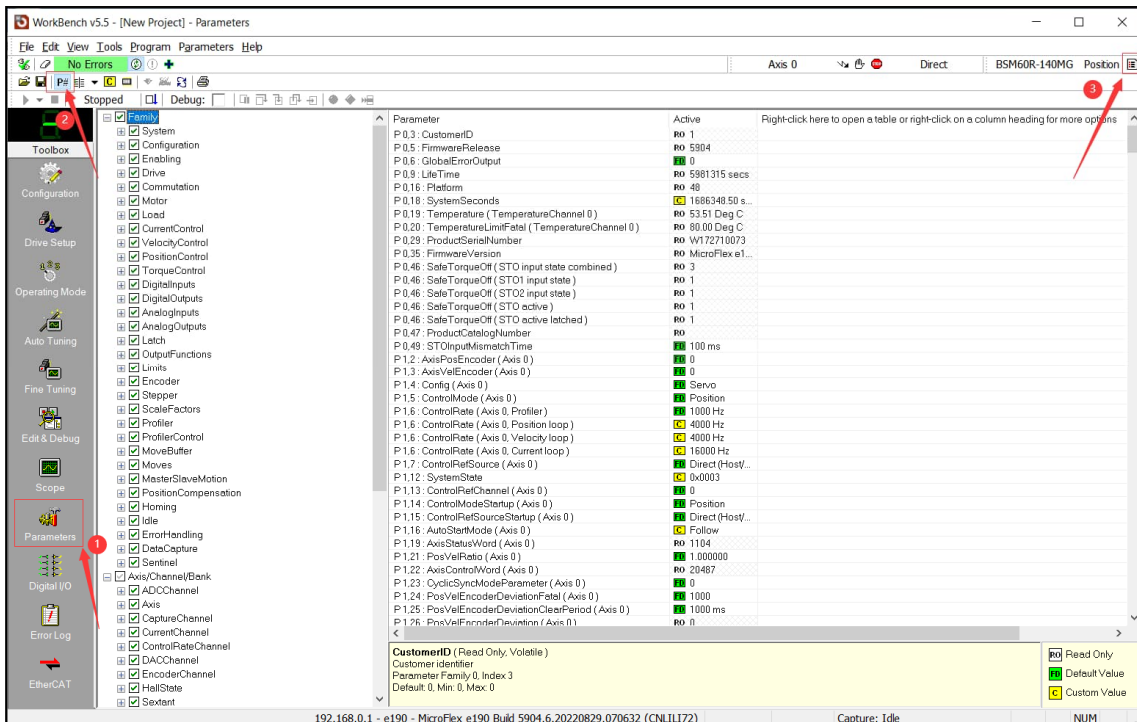 WorkBench v5.5 - [New Project] - Parameters
File Edit View Tools Program Parameters Help
No Errors
Axis 0
Direct
BSM60R-140MG
Position
P#
C
3
Stopped
Debug:
2
Toolbox
Configuration
Drive Setup
Operating Mode
Auto Tuning
Fine Tuning
Edit & Debug
Scope
Parameters
1
Digital I/O
Error Log
EtherCAT
Family
System
Configuration
Enabling
Drive
Commutation
Motor
Load
CurrentControl
VelocityControl
PositionControl
TorqueControl
DigitalInputs
DigitalOutputs
AnalogInputs
AnalogOutputs
Latch
OutputFunctions
Limits
Encoder
Stepper
ScaleFactors
Profiler
ProfilerControl
MoveBuffer
Moves
MasterSlaveMotion
PositionCompensation
Homing
Idle
ErrorHandling
DataCapture
Sentinel
Axis/Channel/Bank
ADCChannel
Axis
CaptureChannel
CurrentChannel
ControlRateChannel
DACChannel
EncoderChannel
HallState
Sextant
Parameter Active Right-click here to open a table or right-click on a column heading for more options
P 0,3 : CustomerID RO 1
P 0,5 : FirmwareRelease RO 5904
P 0,6 : GlobalErrorOutput FD 0
P 0,9 : LifeTime RO 5981315 secs
P 0,16 : Platform RO 48
P 0,18 : SystemSeconds C 1686348.50 s...
P 0,19 : Temperature ( TemperatureChannel 0 ) RO 53.51 Deg C
P 0,20 : TemperatureLimitFatal ( TemperatureChannel 0 ) RO 80.00 Deg C
P 0,29 : ProductSerialNumber RO W172710073
P 0,35 : FirmwareVersion RO MicroFlex e1...
P 0,46 : SafeTorqueOff ( STO input state combined ) RO 3
P 0,46 : SafeTorqueOff ( STO1 input state ) RO 1
P 0,46 : SafeTorqueOff ( STO2 input state ) RO 1
P 0,46 : SafeTorqueOff ( STO active ) RO 1
P 0,46 : SafeTorqueOff ( STO active latched ) RO 1
P 0,47 : ProductCatalogNumber RO
P 0,49 : STOInputMismatchTime FD 100 ms
P 1,2 : AxisPosEncoder ( Axis 0 ) FD 0
P 1,3 : AxisVelEncoder ( Axis 0 ) FD 0
P 1,4 : Config ( Axis 0 ) FD Servo
P 1,5 : ControlMode ( Axis 0 ) FD Position
P 1,6 : ControlRate ( Axis 0, Profiler ) FD 1000 Hz
P 1,6 : ControlRate ( Axis 0, Position loop ) C 4000 Hz
P 1,6 : ControlRate ( Axis 0, Velocity loop ) C 4000 Hz
P 1,6 : ControlRate ( Axis 0, Current loop ) C 16000 Hz
P 1,7 : ControlRefSource ( Axis 0 ) FD Direct (Host/...
P 1,12 : SystemState C 0x0003
P 1,13 : ControlRefChannel ( Axis 0 ) FD 0
P 1,14 : ControlModeStartup ( Axis 0 ) FD Position
P 1,15 : ControlRefSourceStartup ( Axis 0 ) FD Direct (Host/...
P 1,16 : AutoStartMode ( Axis 0 ) C Follow
P 1,19 : AxisStatusWord ( Axis 0 ) RO 1104
P 1,21 : PosVelRatio ( Axis 0 ) FD 1.000000
P 1,22 : AxisControlWord ( Axis 0 ) RO 20487
P 1,23 : CyclicSyncModeParameter ( Axis 0 ) FD 0
P 1,24 : PosVelEncoderDeviationFatal ( Axis 0 ) FD 1000
P 1,25 : PosVelEncoderDeviationClearPeriod ( Axis 0 ) FD 1000 ms
P 1,26 : PosVelEncoderDeviation ( Axis 0 ) RO 0
CustomerID ( Read Only, Volatile )
Customer identifier
Parameter Family 0, Index 3
Default: 0, Min: 0, Max: 0
RO Read Only
FD Default Value
C Custom Value
192.168.0.1 - e190 - MicroFlex e190 Build 5904.6.20220829.070632 (CNLILI72) Capture: Idle NUM